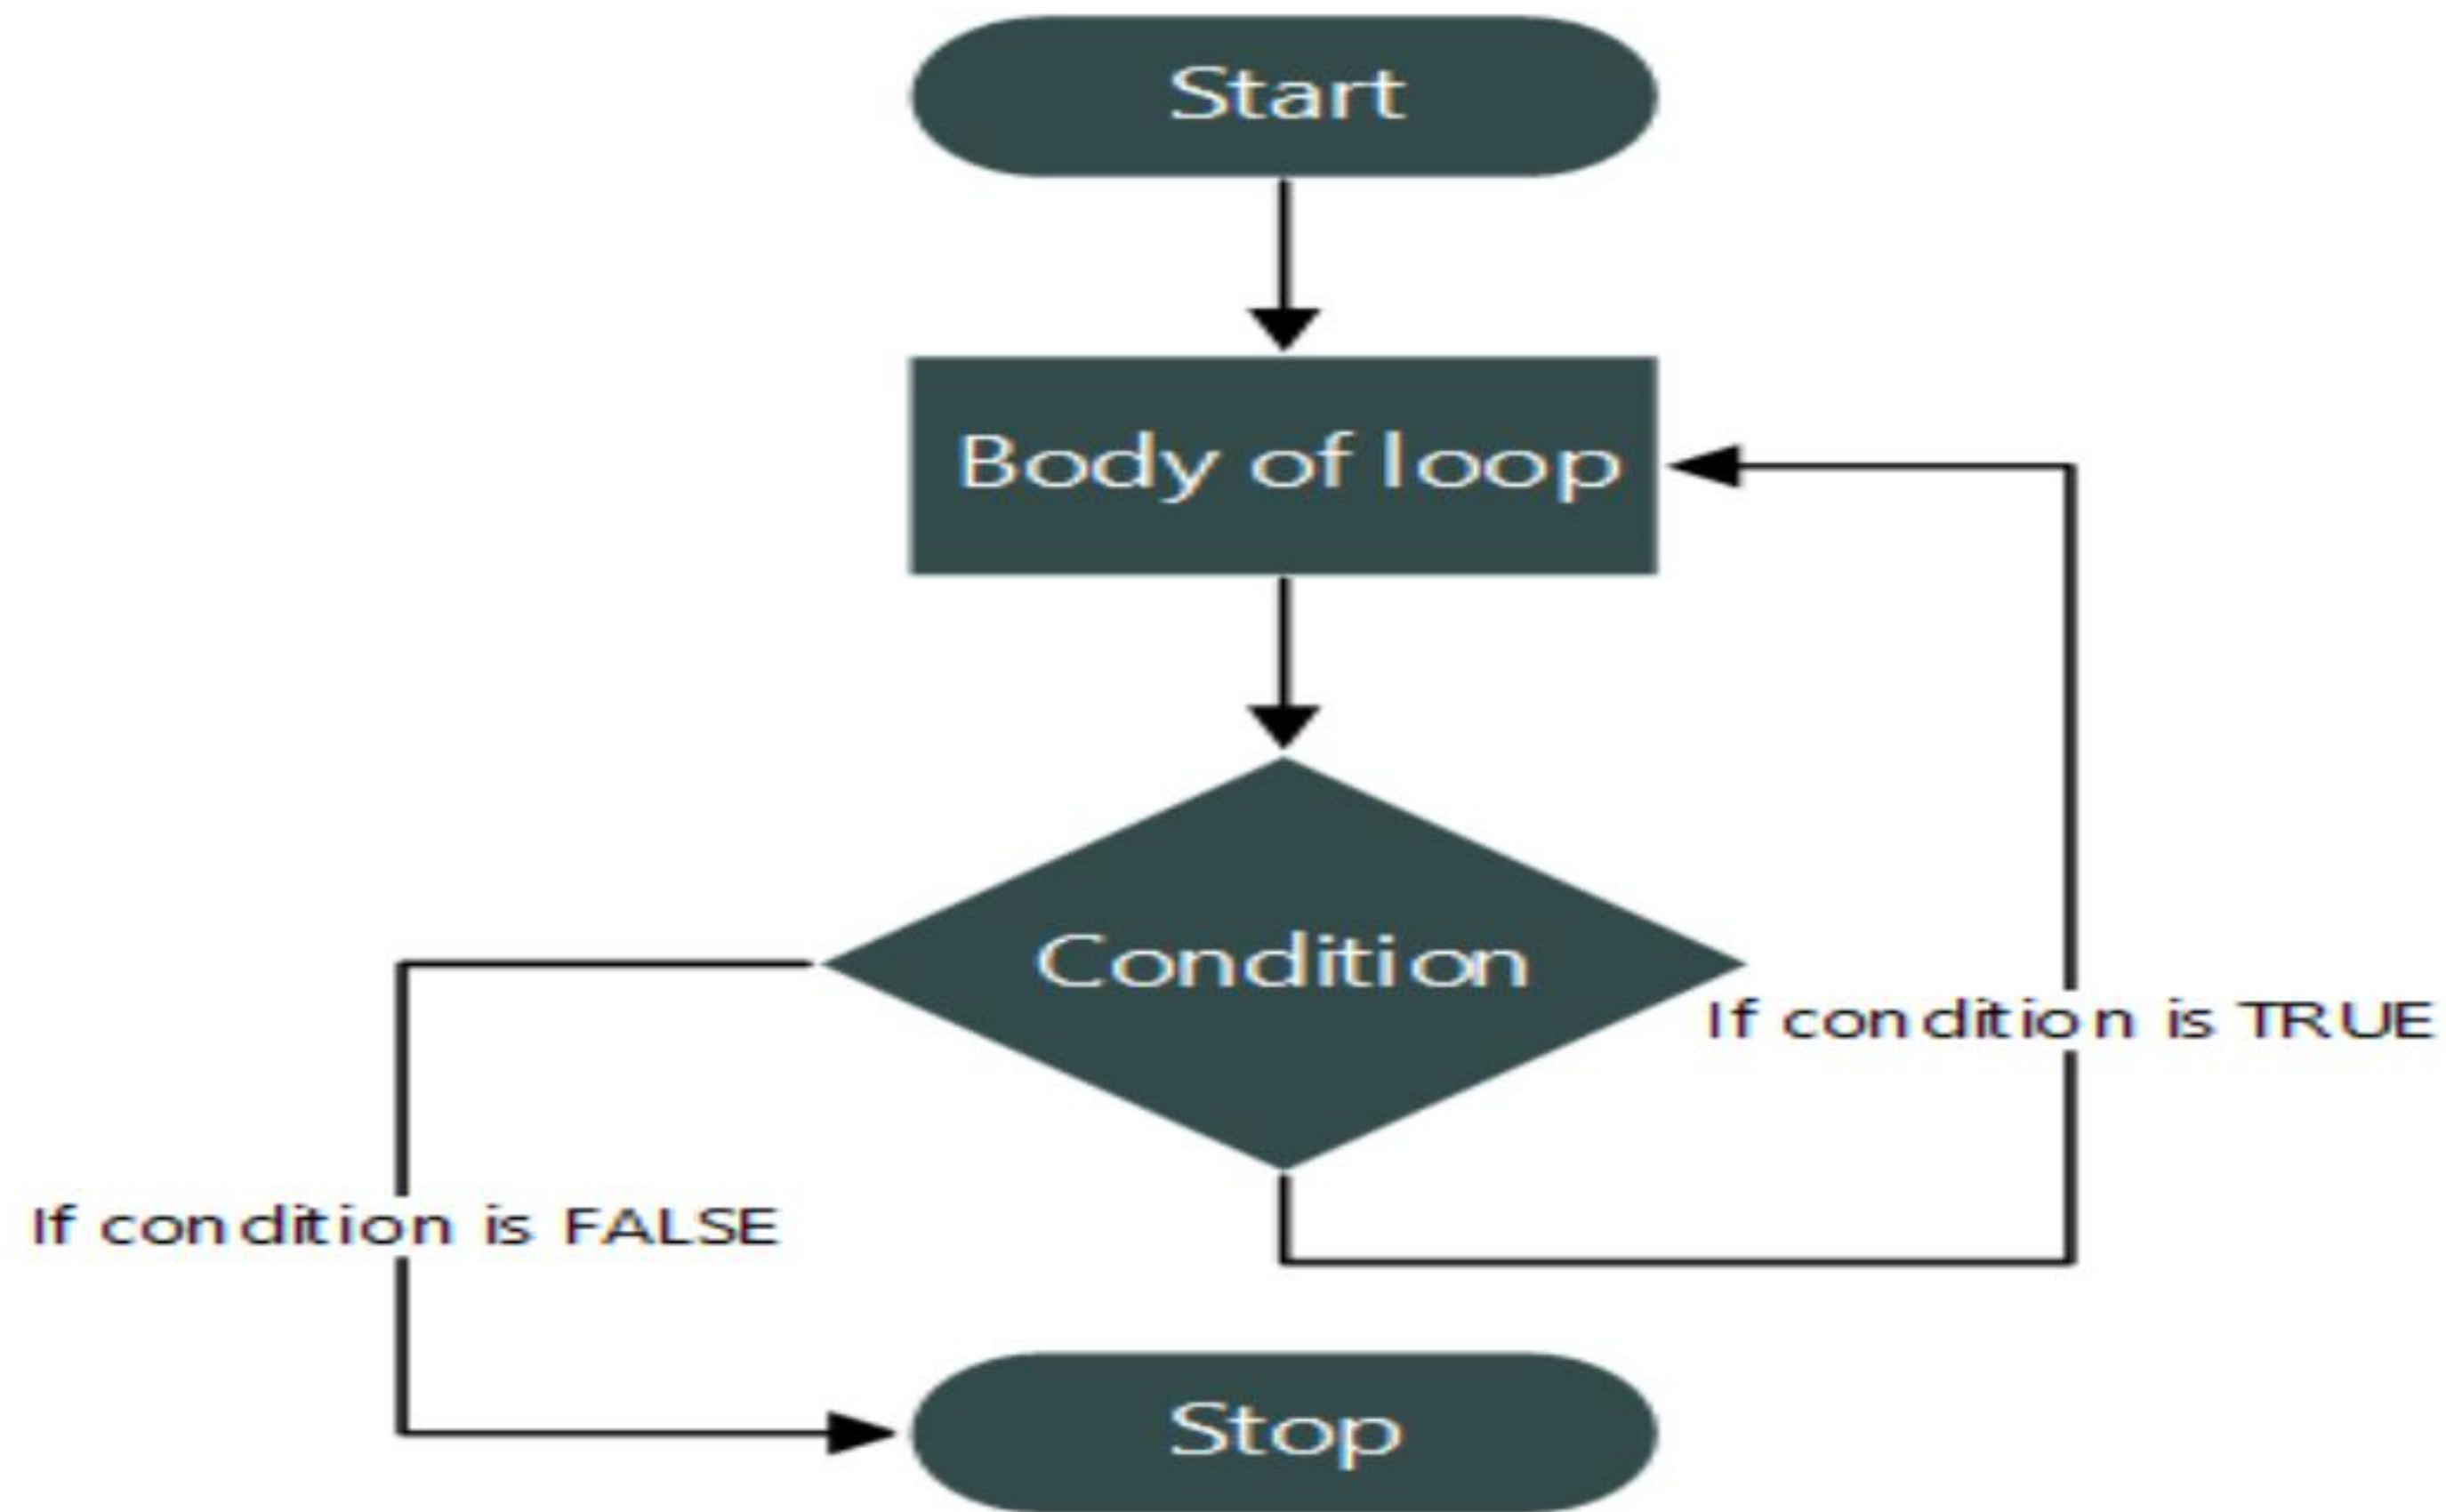 Start
Body of loop
Condition
If condition is TRUE
If condition is FALSE
Stop